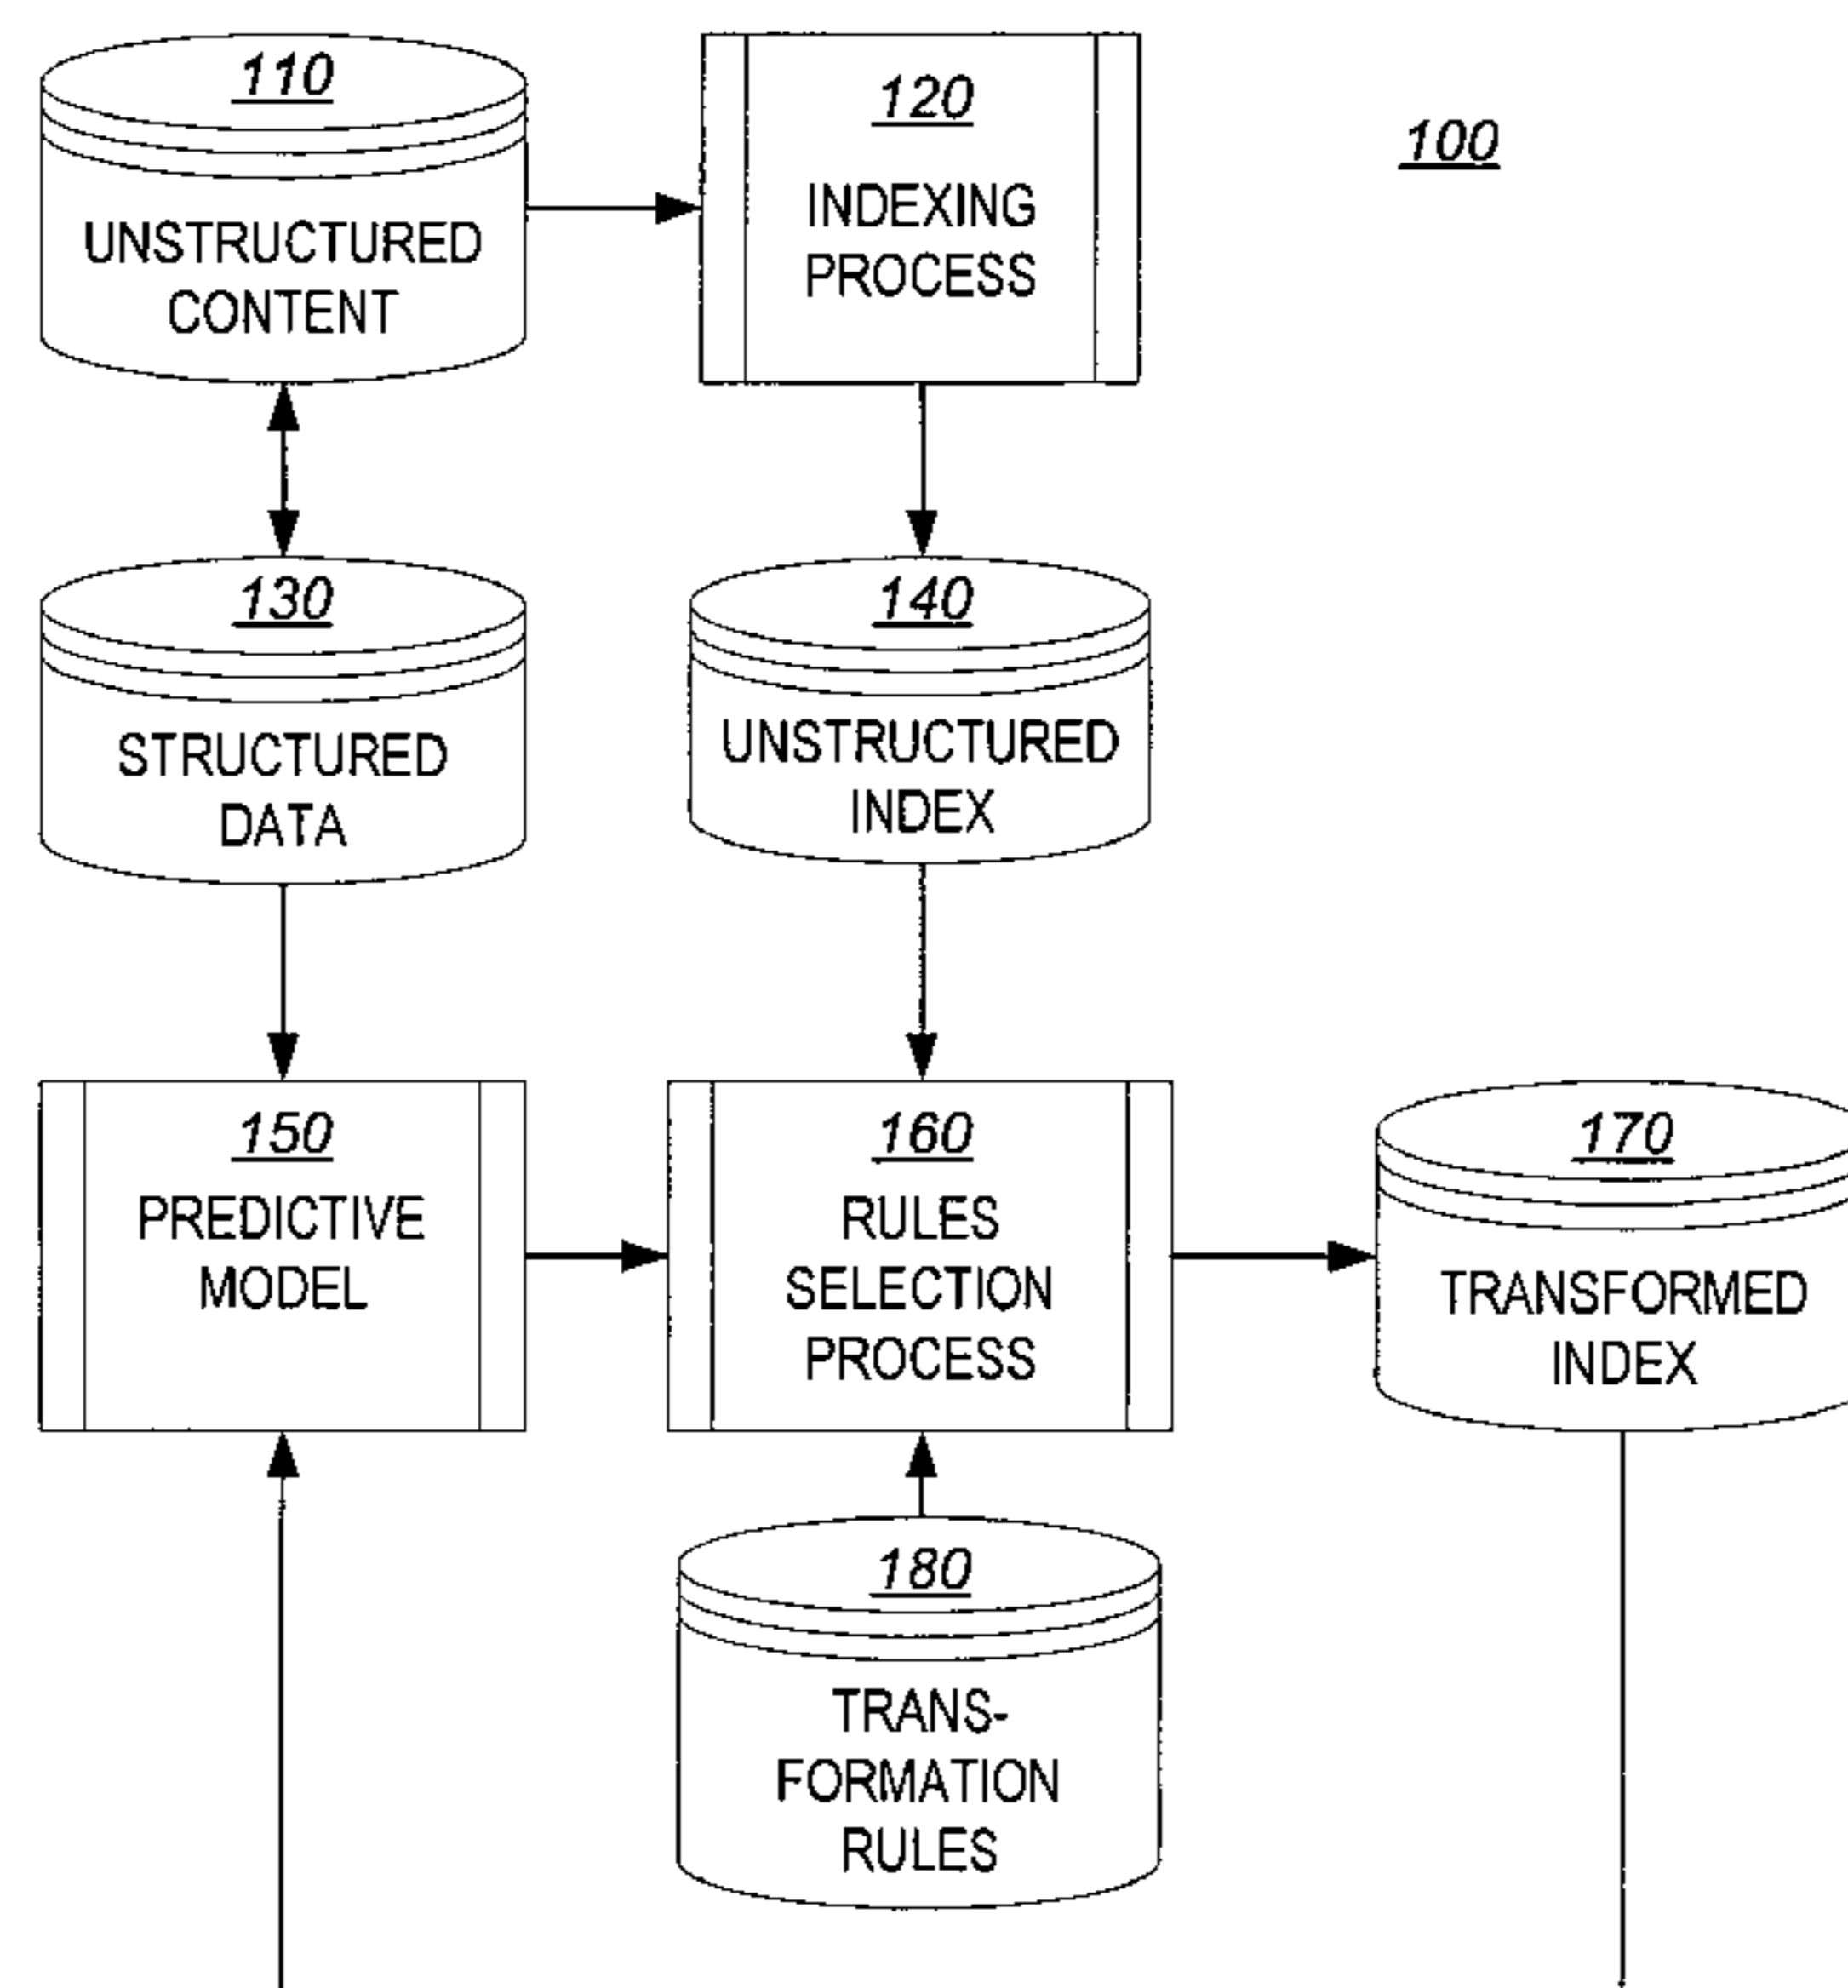 110
UNSTRUCTURED
CONTENT
120
INDEXING
PROCESS
100
130
STRUCTURED
DATA
140
UNSTRUCTURED
INDEX
150
PREDICTIVE
MODEL
160
RULES
SELECTION
PROCESS
170
TRANSFORMED
INDEX
180
TRANS-
FORMATION
RULES